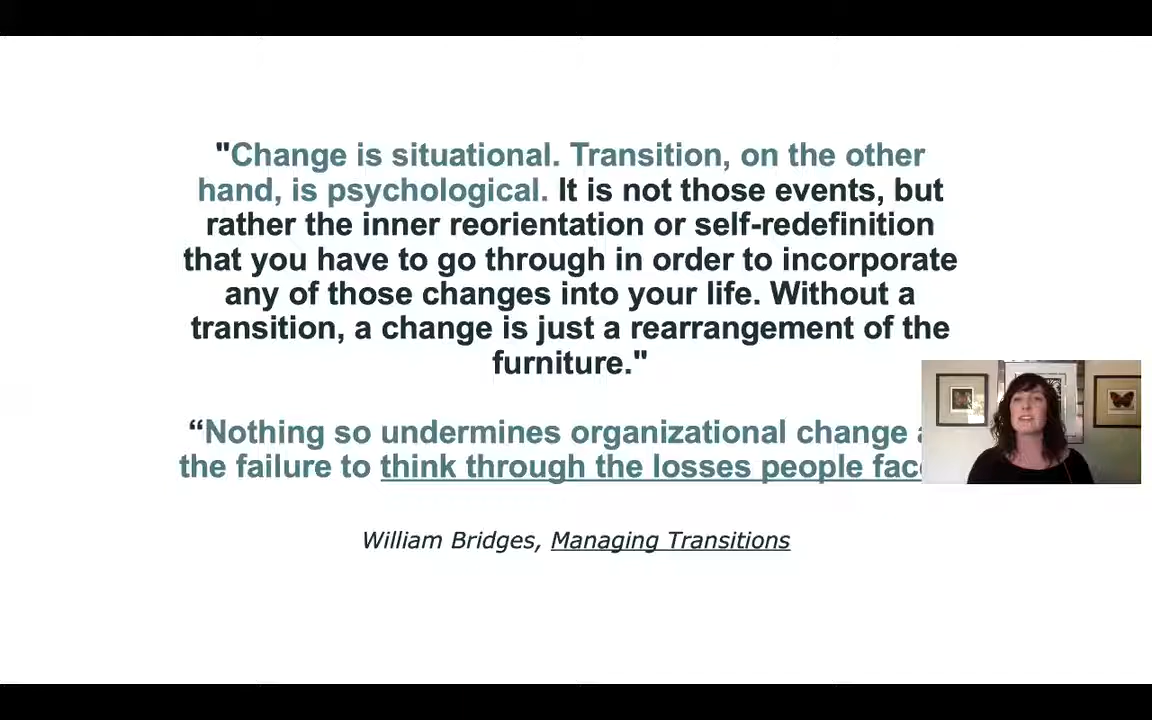 "Change is situational. Transition, on the other
hand, is psychological. It is not those events, but
rather the inner reorientation or self-redefinition
that you have to go through in order to incorporate
any of those changes into your life. Without a
transition, a change is just a rearrangement of the
furniture."
“Nothing so undermines organizational change
the failure to think through the losses people
William Bridges, Managing Transitions